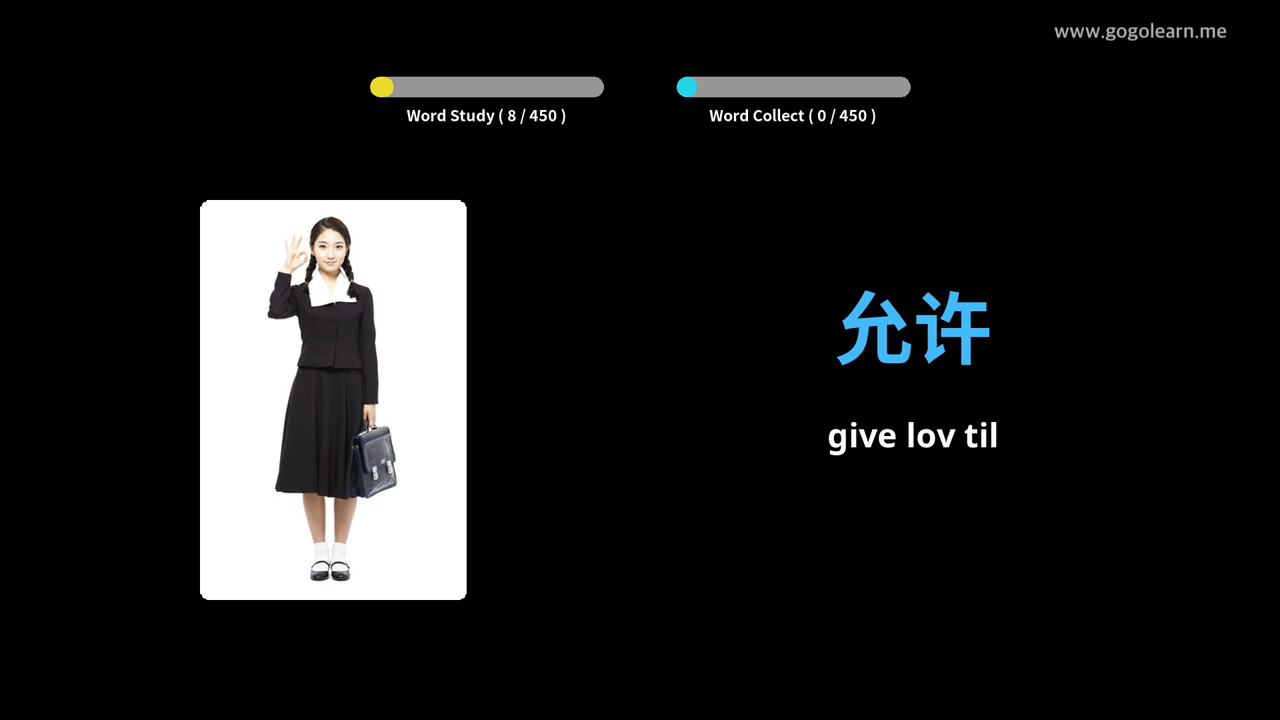 www.gogolearn.me
Word Study ( 8 / 450 )
Word Collect ( 0 / 450 )
允许
give lov til